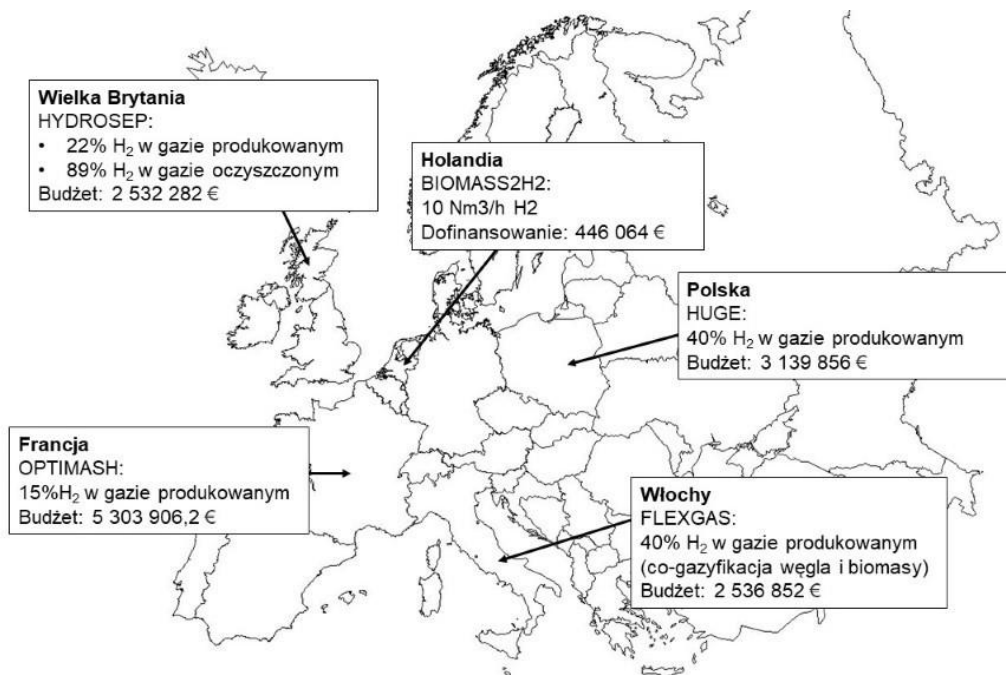 Wielka Brytania
HYDROSEP:
• 22% H₂ w gazie produkowanym
• 89% H₂ w gazie oczyszczonym
Budżet: 2 532 282 €
Holandia
BIOMASS2H2:
10 Nm3/h H2
Dofinansowanie: 446 064 €
Polska
HUGE:
40% H₂ w gazie produkowanym
Budżet: 3 139 856 €
Francja
OPTIMASH:
15%H₂ w gazie produkowanym
Budżet: 5 303 906,2 €
Włochy
FLEXGAS:
40% H₂ w gazie produkowanym
(co-gazyfikacja węgla i biomasy)
Budżet: 2 536 852 €